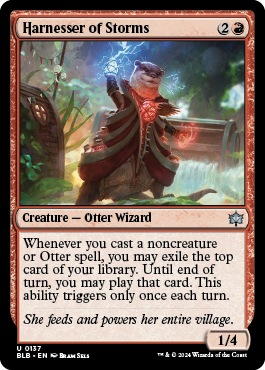 Harnesser of Storms 2
Creature — Otter Wizard
Whenever you cast a noncreature
or Otter spell, you may exile the top
card of your library. Until end of
turn, you may play that card. This
ability triggers only once each turn.
She feeds and powers her entire village.
1/4
U 0137
BLB • EN Bram Sels
™ & © 2024 Wizards of the Coast